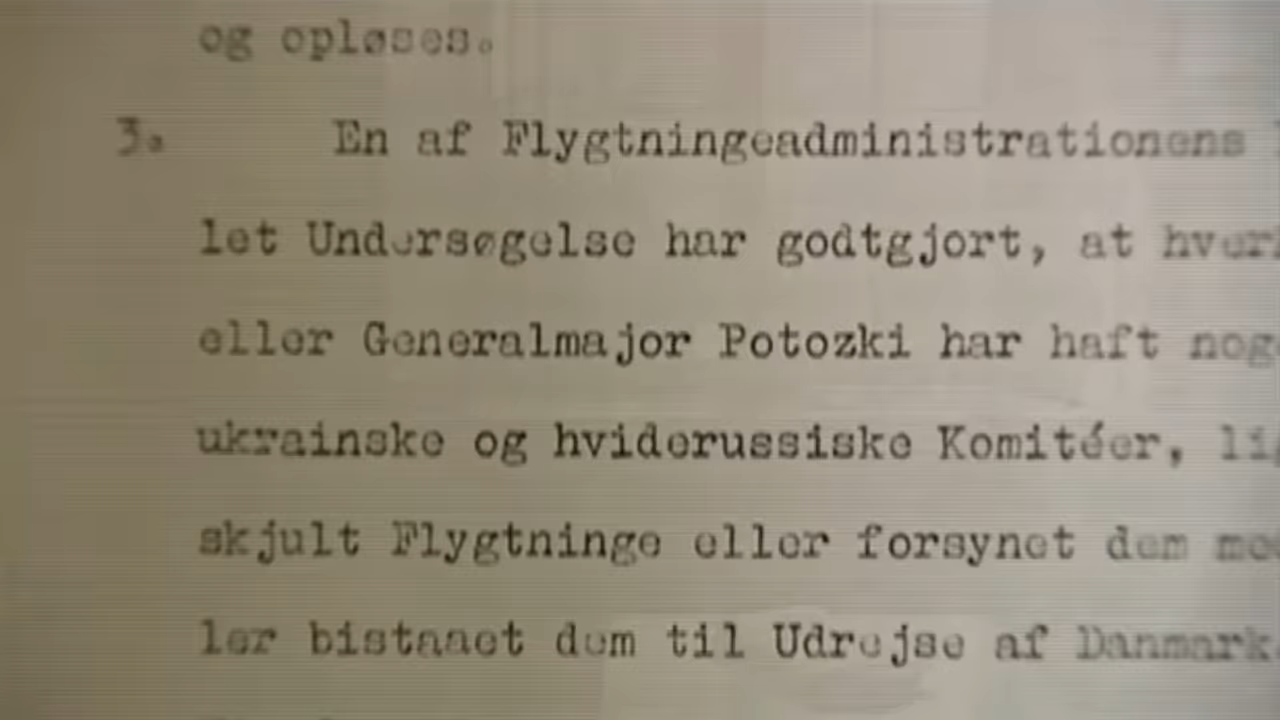 og opløses.
3. En af Flygtningeadministrationens
let Undersøgelse har godtgjort, at
eller Generalmajor Potozki har haft
ukrainske og hviderussiske Komitéer,
skjult Flygtninge eller forsynet dem
ler bistaaet dem til Udrejse af Danmark